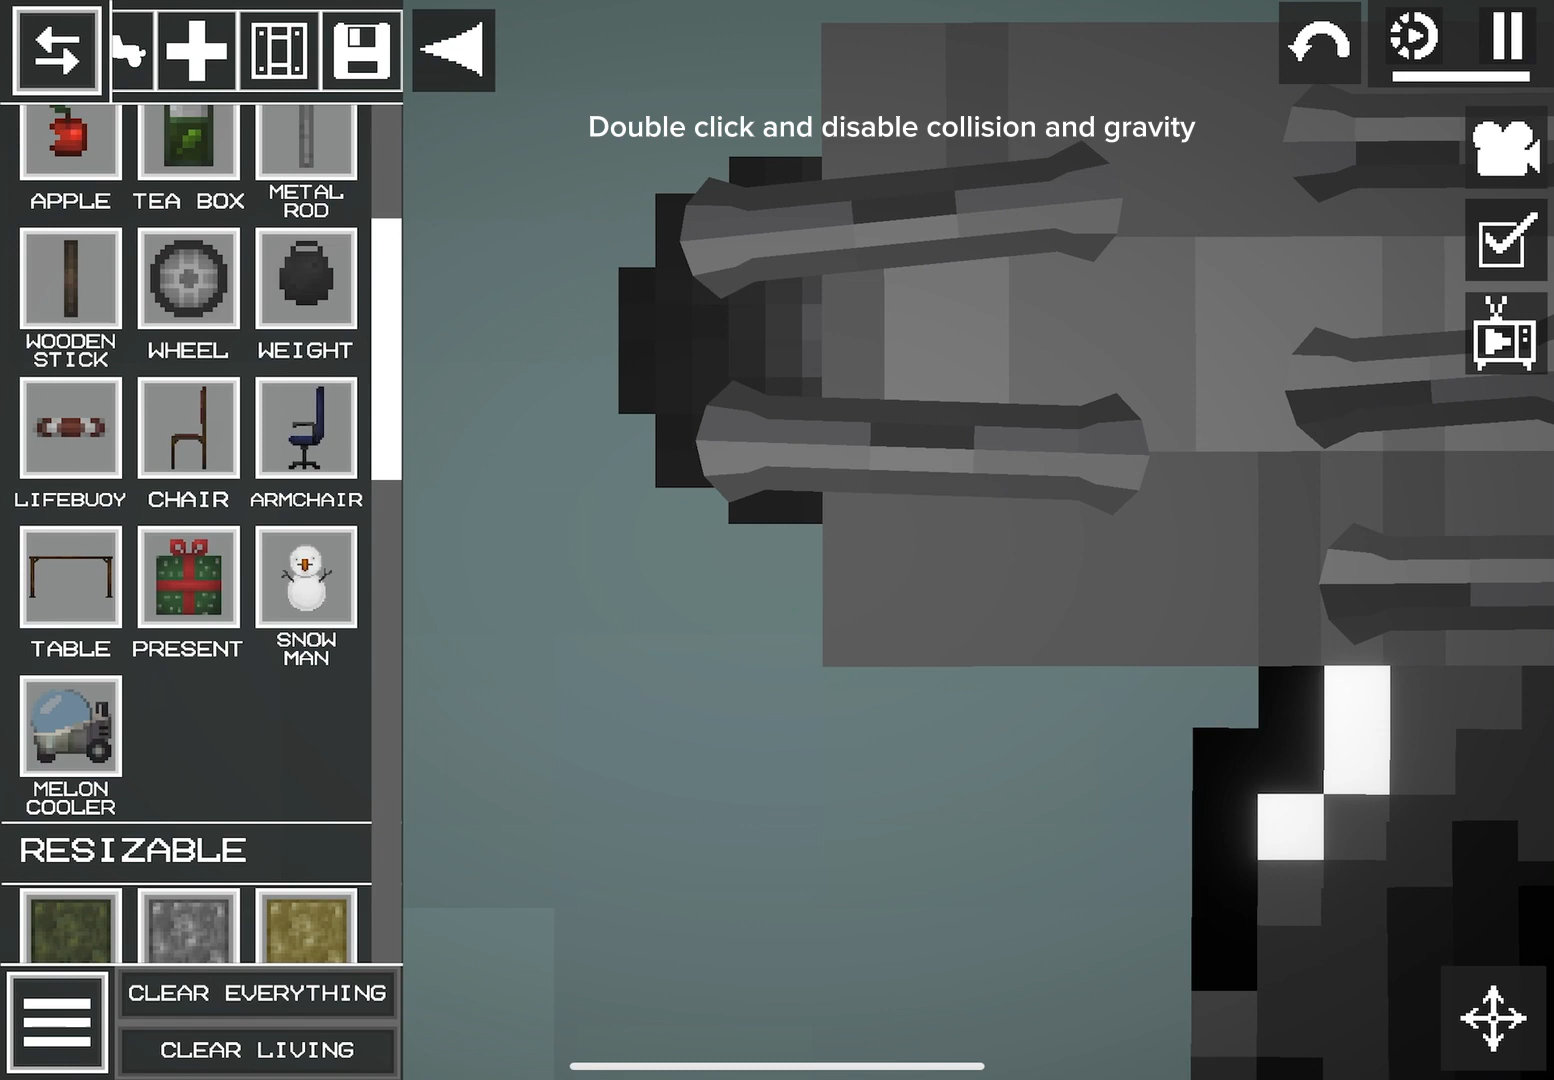 Double click and disable collision and gravity
APPLE
TEA BOX
METAL
ROD
WOODEN
STICK
WHEEL
WEIGHT
LIFEBUOY
CHAIR
ARMCHAIR
TABLE
PRESENT
SNOW
MAN
MELON
COOLER
RESIZABLE
CLEAR EVERYTHING
CLEAR LIVING